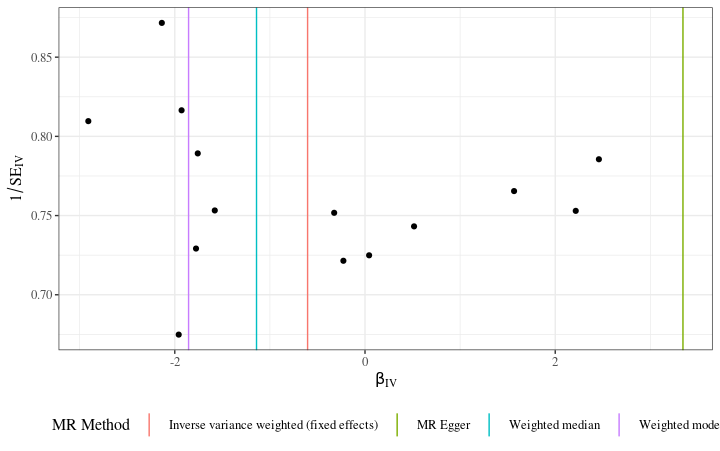 1/SE_IV
0.85
0.80
0.75
0.70
-2 0 2
β_IV
MR Method Inverse variance weighted (fixed effects) MR Egger Weighted median Weighted mode